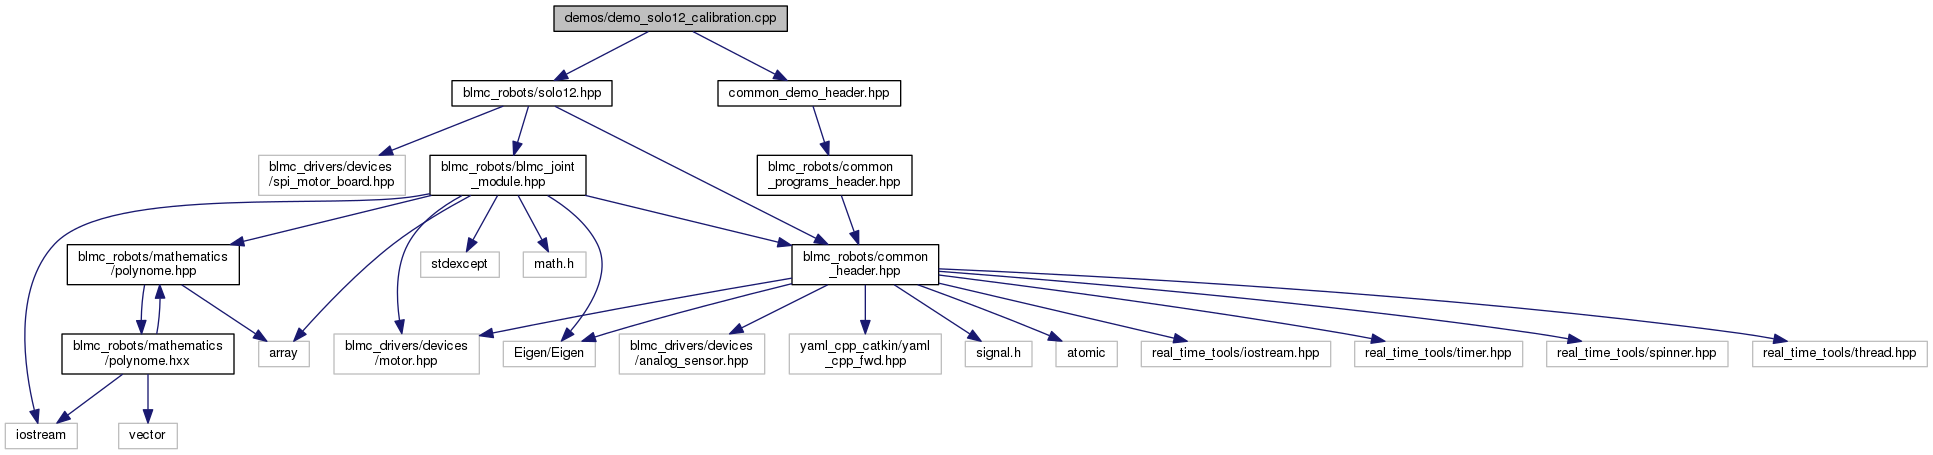 demos/demo_solo12_calibration.cpp
blmc_robots/solo12.hpp
common_demo_header.hpp
blmc_drivers/devices
/spi_motor_board.hpp
blmc_robots/blmc_joint
_module.hpp
blmc_robots/common
_programs_header.hpp
blmc_robots/mathematics
/polynome.hpp
stdexcept
math.h
blmc_robots/common
_header.hpp
blmc_robots/mathematics
/polynome.hxx
array
blmc_drivers/devices
/motor.hpp
Eigen/Eigen
blmc_drivers/devices
/analog_sensor.hpp
yaml_cpp_catkin/yaml
_cpp_fwd.hpp
signal.h
atomic
real_time_tools/iostream.hpp
real_time_tools/timer.hpp
real_time_tools/spinner.hpp
real_time_tools/thread.hpp
iostream
vector